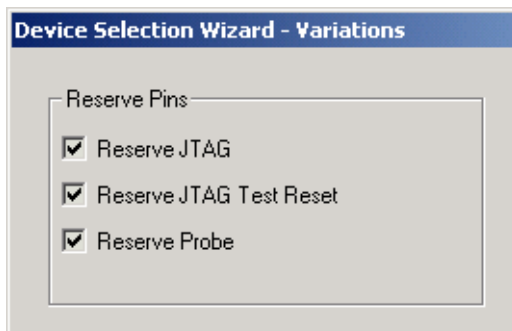 Device Selection Wizard - Variations
Reserve Pins
Reserve JTAG
Reserve JTAG Test Reset
Reserve Probe